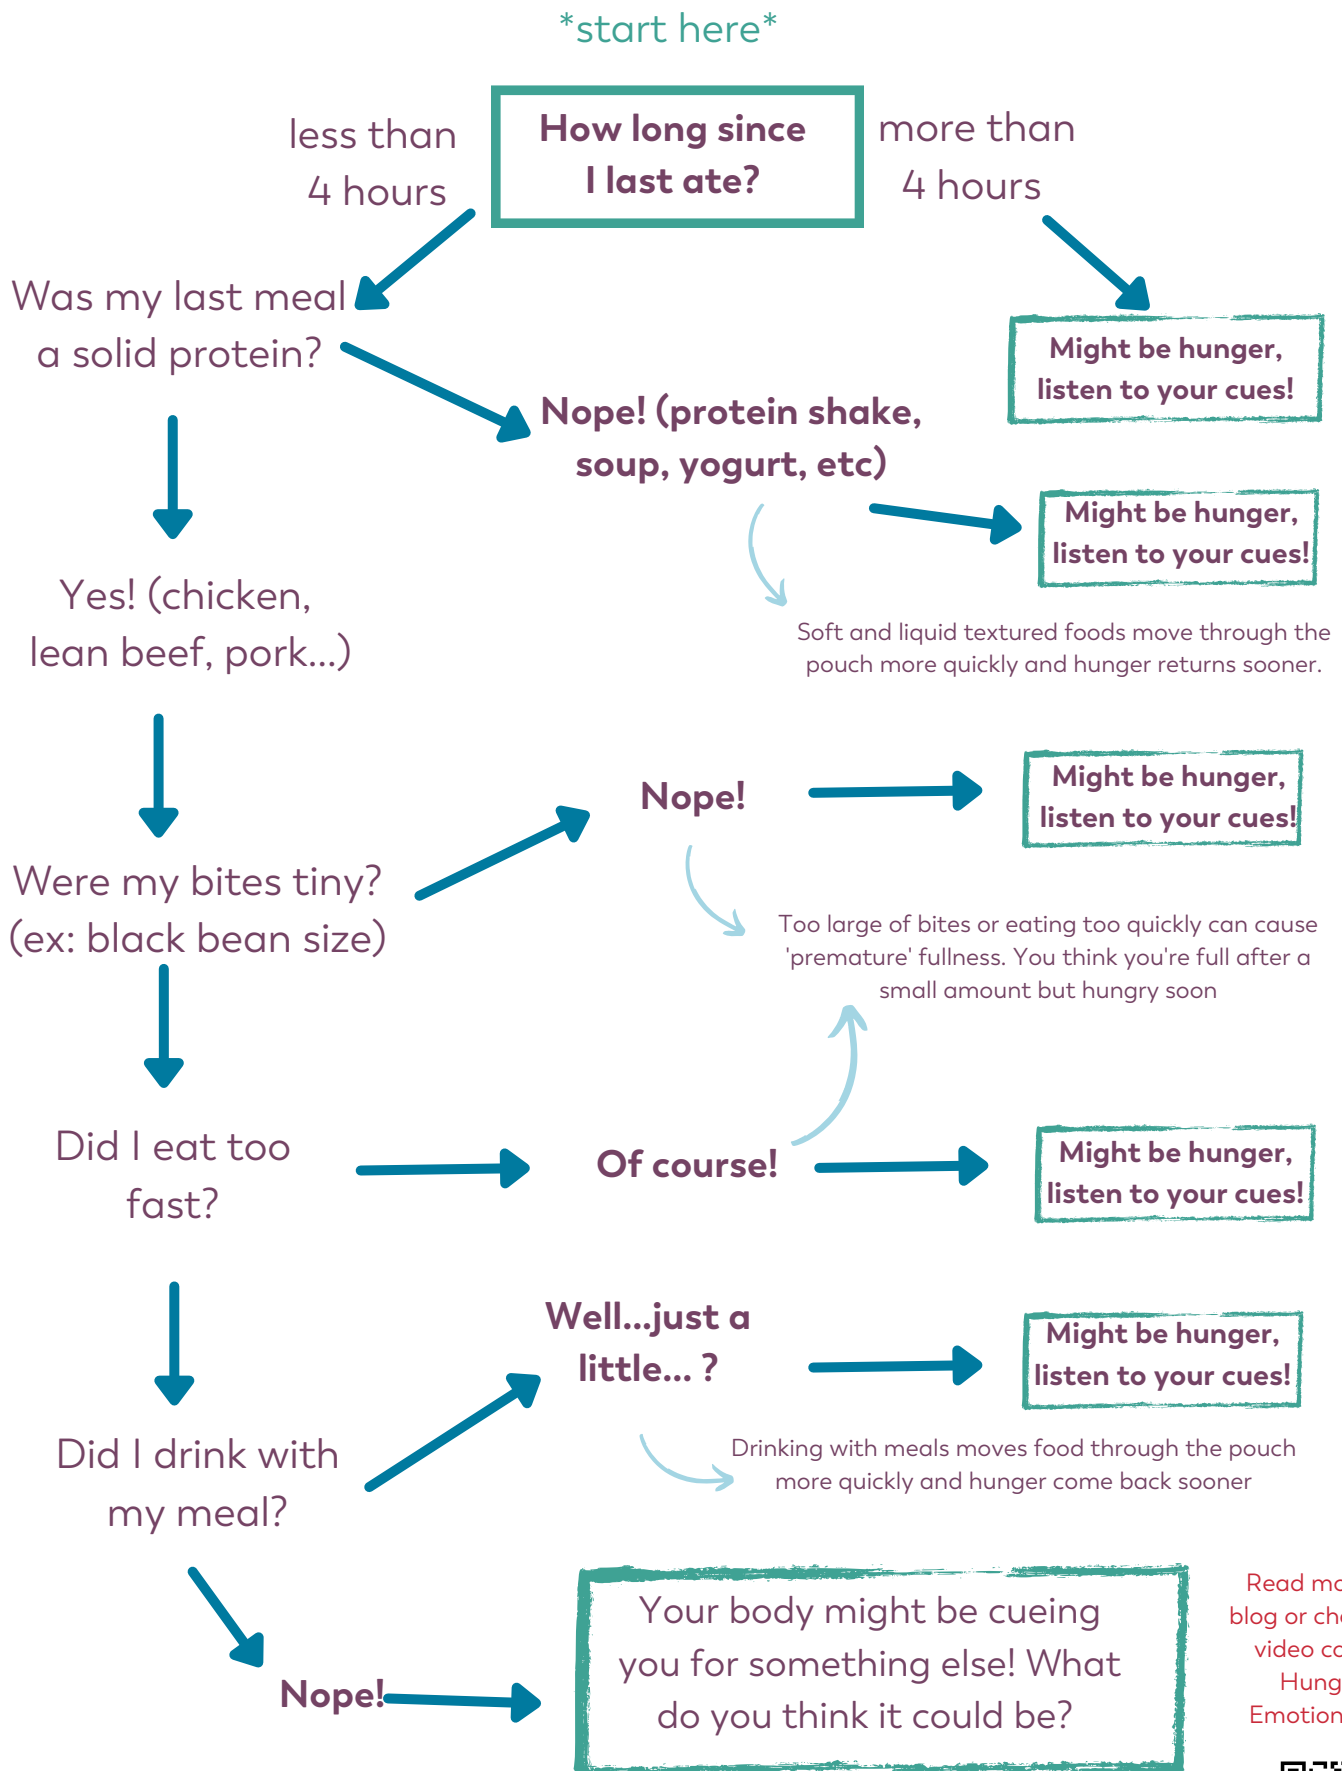 *start here*
How long since
I last ate?
less than
4 hours
more than
4 hours
Was my last meal
a solid protein?
Might be hunger,
listen to your cues!
Nope! (protein shake,
soup, yogurt, etc)
Might be hunger,
listen to your cues!
Soft and liquid textured foods move through the
pouch more quickly and hunger returns sooner.
Yes! (chicken,
lean beef, pork...)
Nope!
Might be hunger,
listen to your cues!
Were my bites tiny?
(ex: black bean size)
Too large of bites or eating too quickly can cause
'premature' fullness. You think you're full after a
small amount but hungry soon
Did I eat too
fast?
Of course!
Might be hunger,
listen to your cues!
Well...just a
little... ?
Might be hunger,
listen to your cues!
Did I drink with
my meal?
Drinking with meals moves food through the pouch
more quickly and hunger come back sooner
Nope!
Your body might be cueing
you for something else! What
do you think it could be?
Read
blog or
video